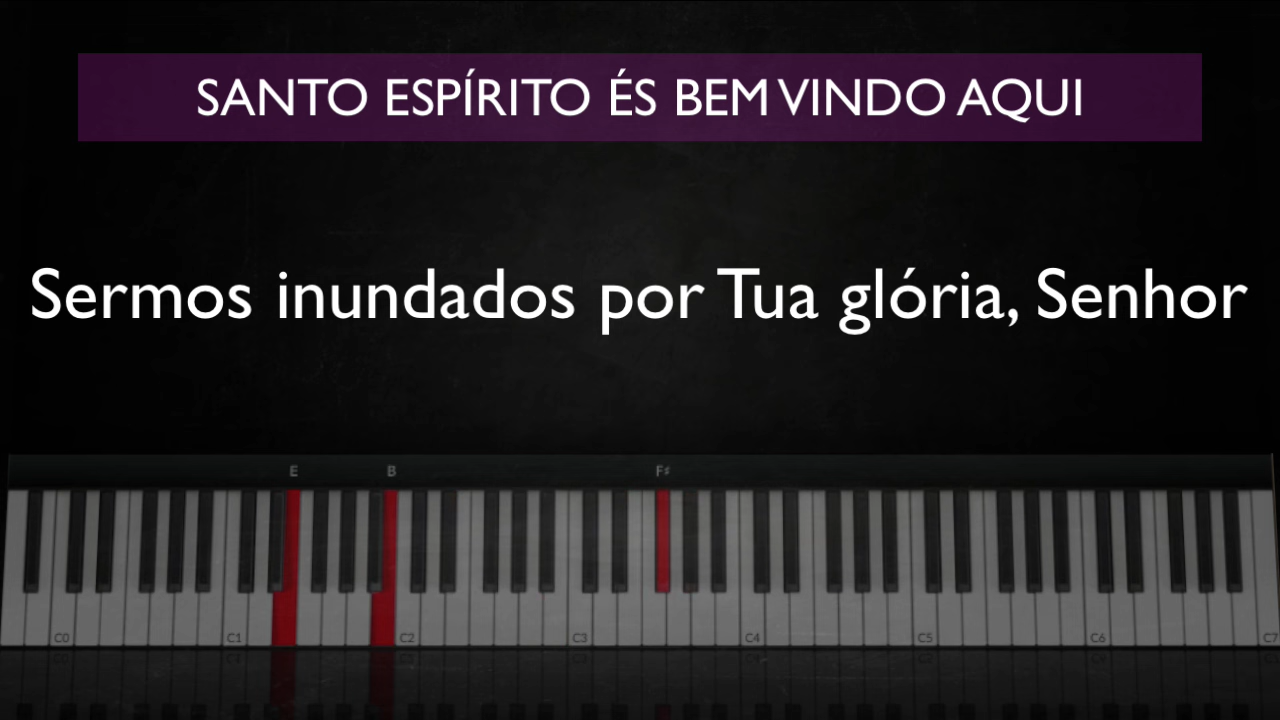 SANTO ESPÍRITO ÉS BEM VINDO AQUI
Sermos inundados por Tua glória, Senhor
E B F♯
C0 C1 C2 C3 C4 C5 C6 C7